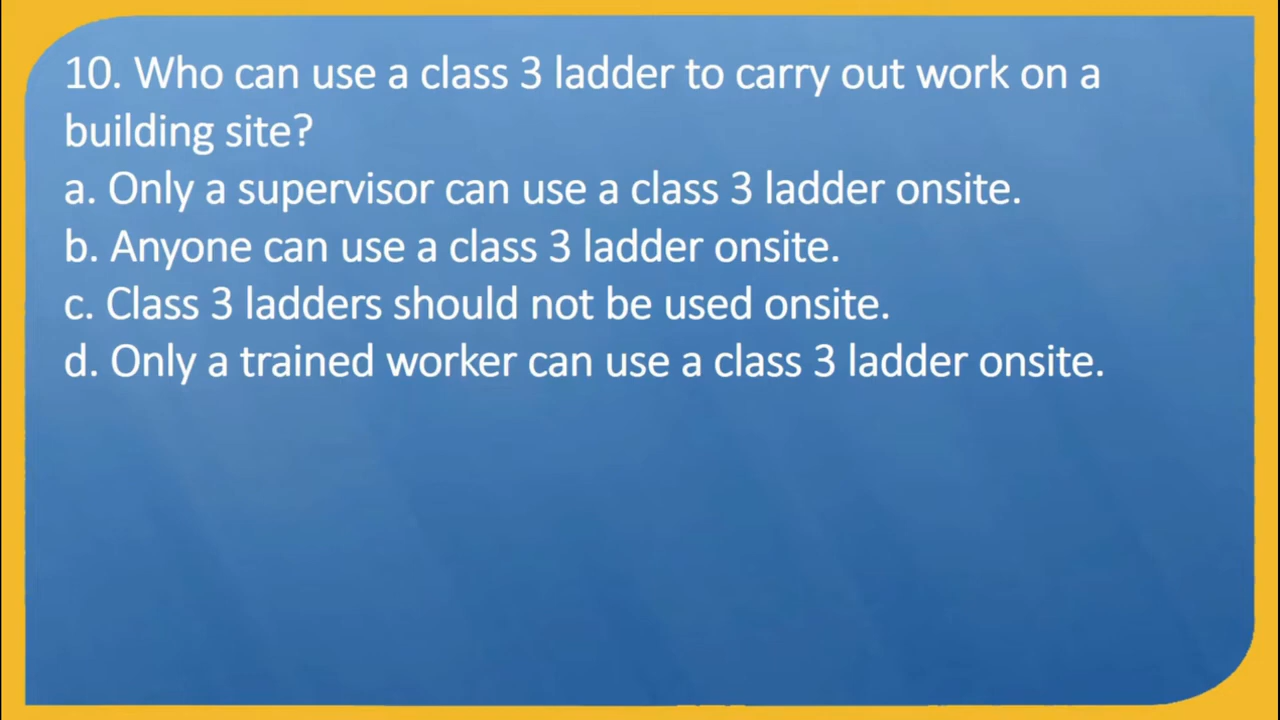 10. Who can use a class 3 ladder to carry out work on a
building site?
a. Only a supervisor can use a class 3 ladder onsite.
b. Anyone can use a class 3 ladder onsite.
c. Class 3 ladders should not be used onsite.
d. Only a trained worker can use a class 3 ladder onsite.